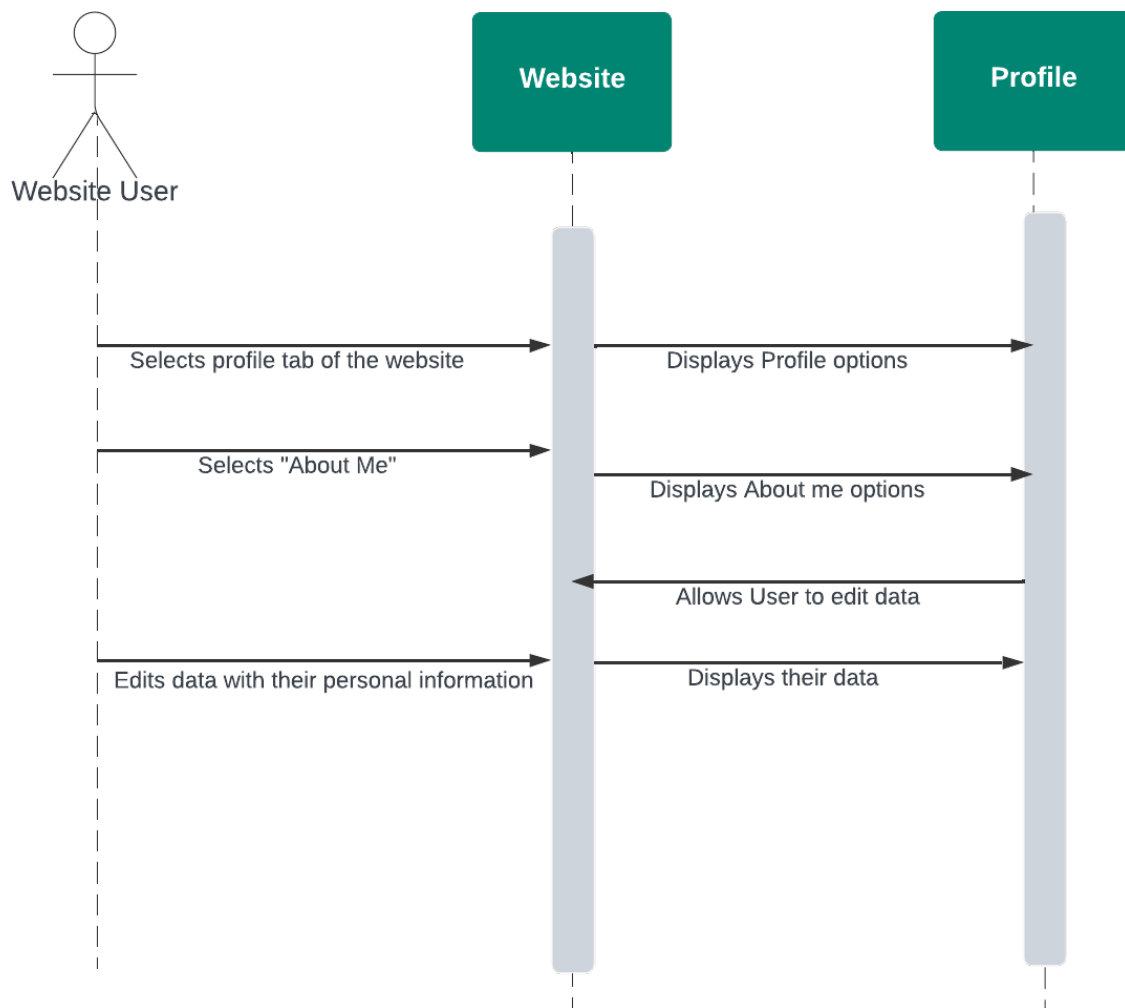 Website
Profile
Website User
Selects profile tab of the website
Displays Profile options
Selects "About Me"
Displays About me options
Allows User to edit data
Edits data with their personal information
Displays their data